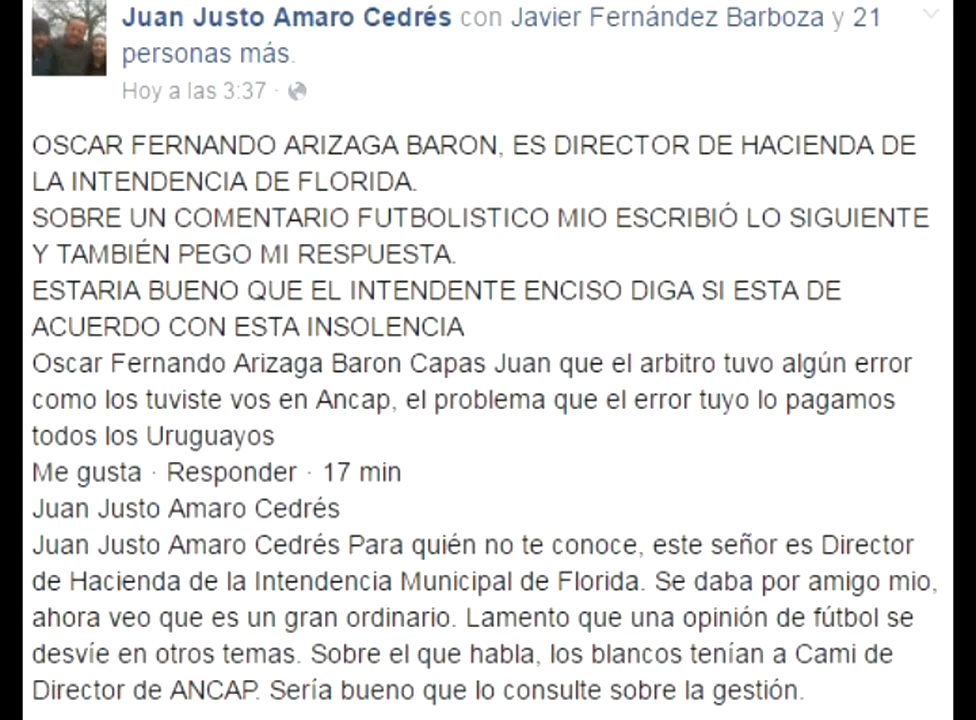 Juan Justo Amaro Cedrés con Javier Fernández Barboza y 21
personas más.
Hoy a las 3:37 ·
OSCAR FERNANDO ARIZAGA BARON, ES DIRECTOR DE HACIENDA DE
LA INTENDENCIA DE FLORIDA.
SOBRE UN COMENTARIO FUTBOLISTICO MIO ESCRIBIÓ LO SIGUIENTE
Y TAMBIÉN PEGO MI RESPUESTA.
ESTARIA BUENO QUE EL INTENDENTE ENCISO DIGA SI ESTA DE
ACUERDO CON ESTA INSOLENCIA
Oscar Fernando Arizaga Baron Capas Juan que el arbitro tuvo algún error
como los tuviste vos en Ancap, el problema que el error tuyo lo pagamos
todos los Uruguayos
Me gusta · Responder · 17 min
Juan Justo Amaro Cedrés
Juan Justo Amaro Cedrés Para quién no te conoce, este señor es Director
de Hacienda de la Intendencia Municipal de Florida. Se daba por amigo mio,
ahora veo que es un gran ordinario. Lamento que una opinión de fútbol se
desvíe en otros temas. Sobre el que habla, los blancos tenían a Cami de
Director de ANCAP. Sería bueno que lo consulte sobre la gestión.